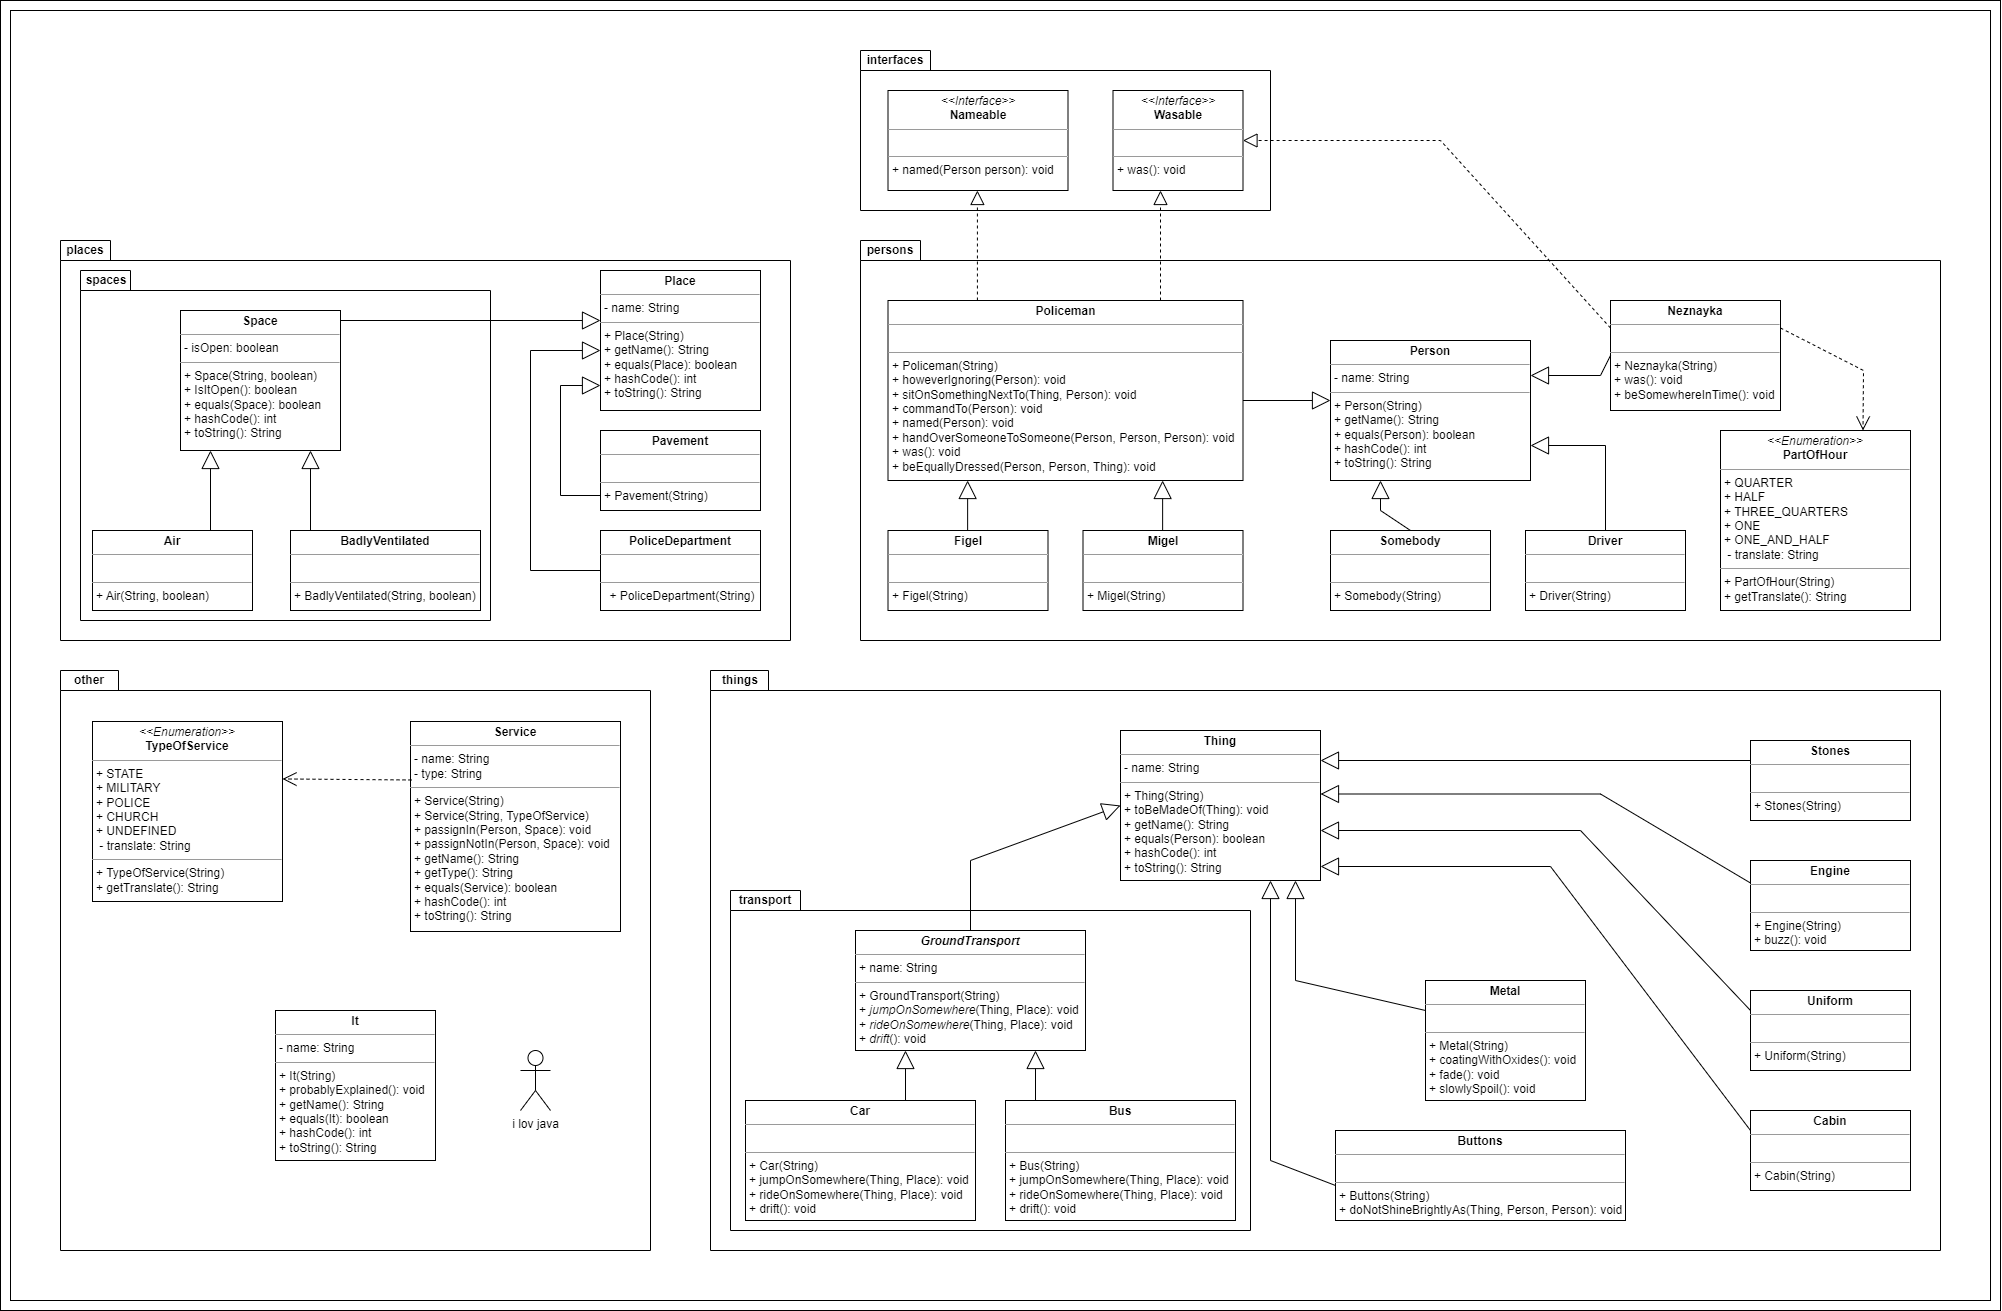 interfaces
<<Interface>>
Nameable
+ named(Person person): void
<<Interface>>
Wasable
+ was(): void
places
spaces
Space
- isOpen: boolean
+ Space(String, boolean)
+ IsItOpen(): boolean
+ equals(Space): boolean
+ hashCode(): int
+ toString(): String
Air
+ Air(String, boolean)
BadlyVentilated
+ BadlyVentilated(String, boolean)
Place
- name: String
+ Place(String)
+ getName(): String
+ equals(Place): boolean
+ hashCode(): int
+ toString(): String
Pavement
+ Pavement(String)
PoliceDepartment
+ PoliceDepartment(String)
persons
Policeman
+ Policeman(String)
+ howeverIgnoring(Person): void
+ sitOnSomethingNextTo(Thing, Person): void
+ commandTo(Person): void
+ named(Person): void
+ handOverSomeoneToSomeone(Person, Person, Person): void
+ was(): void
+ beEquallyDressed(Person, Person, Thing): void
Figel
+ Figel(String)
Migel
+ Migel(String)
Person
- name: String
+ Person(String)
+ getName(): String
+ equals(Person): boolean
+ hashCode(): int
+ toString(): String
Somebody
+ Somebody(String)
Driver
+ Driver(String)
Neznayka
+ Neznayka(String)
+ was(): void
+ beSomewhereInTime(): void
<<Enumeration>>
PartOfHour
+ QUARTER
+ HALF
+ THREE_QUARTERS
+ ONE
+ ONE_AND_HALF
- translate: String
+ PartOfHour(String)
+ getTranslate(): String
other
<<Enumeration>>
TypeOfService
+ STATE
+ MILITARY
+ POLICE
+ CHURCH
+ UNDEFINED
- translate: String
+ TypeOfService(String)
+ getTranslate(): String
Service
- name: String
- type: String
+ Service(String)
+ Service(String, TypeOfService)
+ passignIn(Person, Space): void
+ passignNotIn(Person, Space): void
+ getName(): String
+ getType(): String
+ equals(Service): boolean
+ hashCode(): int
+ toString(): String
It
- name: String
+ It(String)
+ probablyExplained(): void
+ getName(): String
+ equals(It): boolean
+ hashCode(): int
+ toString(): String
i lov java
things
Thing
- name: String
+ Thing(String)
+ toBeMadeOf(Thing): void
+ getName(): String
+ equals(Person): boolean
+ hashCode(): int
+ toString(): String
transport
GroundTransport
+ name: String
+ GroundTransport(String)
+ jumpOnSomewhere(Thing, Place): void
+ rideOnSomewhere(Thing, Place): void
+ drift(): void
Car
+ Car(String)
+ jumpOnSomewhere(Thing, Place): void
+ rideOnSomewhere(Thing, Place): void
+ drift(): void
Bus
+ Bus(String)
+ jumpOnSomewhere(Thing, Place): void
+ rideOnSomewhere(Thing, Place): void
+ drift(): void
Stones
+ Stones(String)
Engine
+ Engine(String)
+ buzz(): void
Uniform
+ Uniform(String)
Cabin
+ Cabin(String)
Metal
+ Metal(String)
+ coatingWithOxides(): void
+ fade(): void
+ slowlySpoil(): void
Buttons
+ Buttons(String)
+ doNotShineBrightlyAs(Thing, Person, Person): void